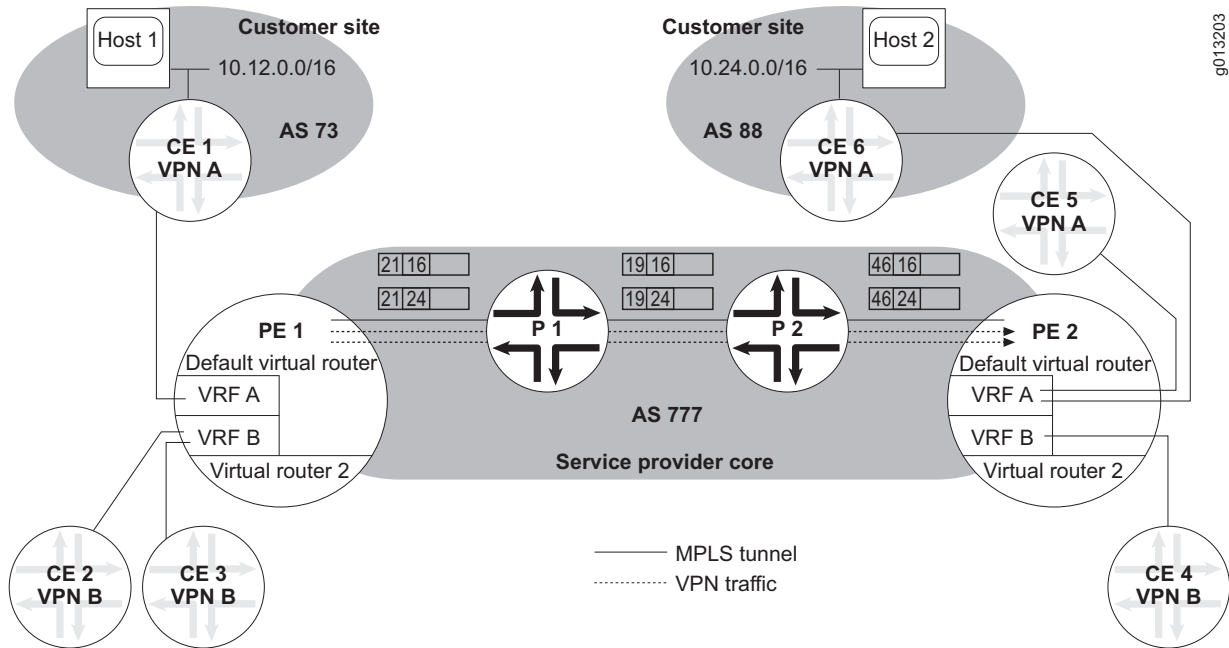 Host 1
Customer site
10.12.0.0/16
AS 73
CE 1
VPN A
Customer site
Host 2
10.24.0.0/16
AS 88
CE 6
VPN A
g013203
CE 5
VPN A
21 16
19 16
46 16
21 24
19 24
46 24
PE 1
P 1
P 2
PE 2
Default virtual router
VRF A
VRF B
Virtual router 2
Default virtual router
VRF A
VRF B
Virtual router 2
AS 777
Service provider core
MPLS tunnel
VPN traffic
CE 2
VPN B
CE 3
VPN B
CE 4
VPN B